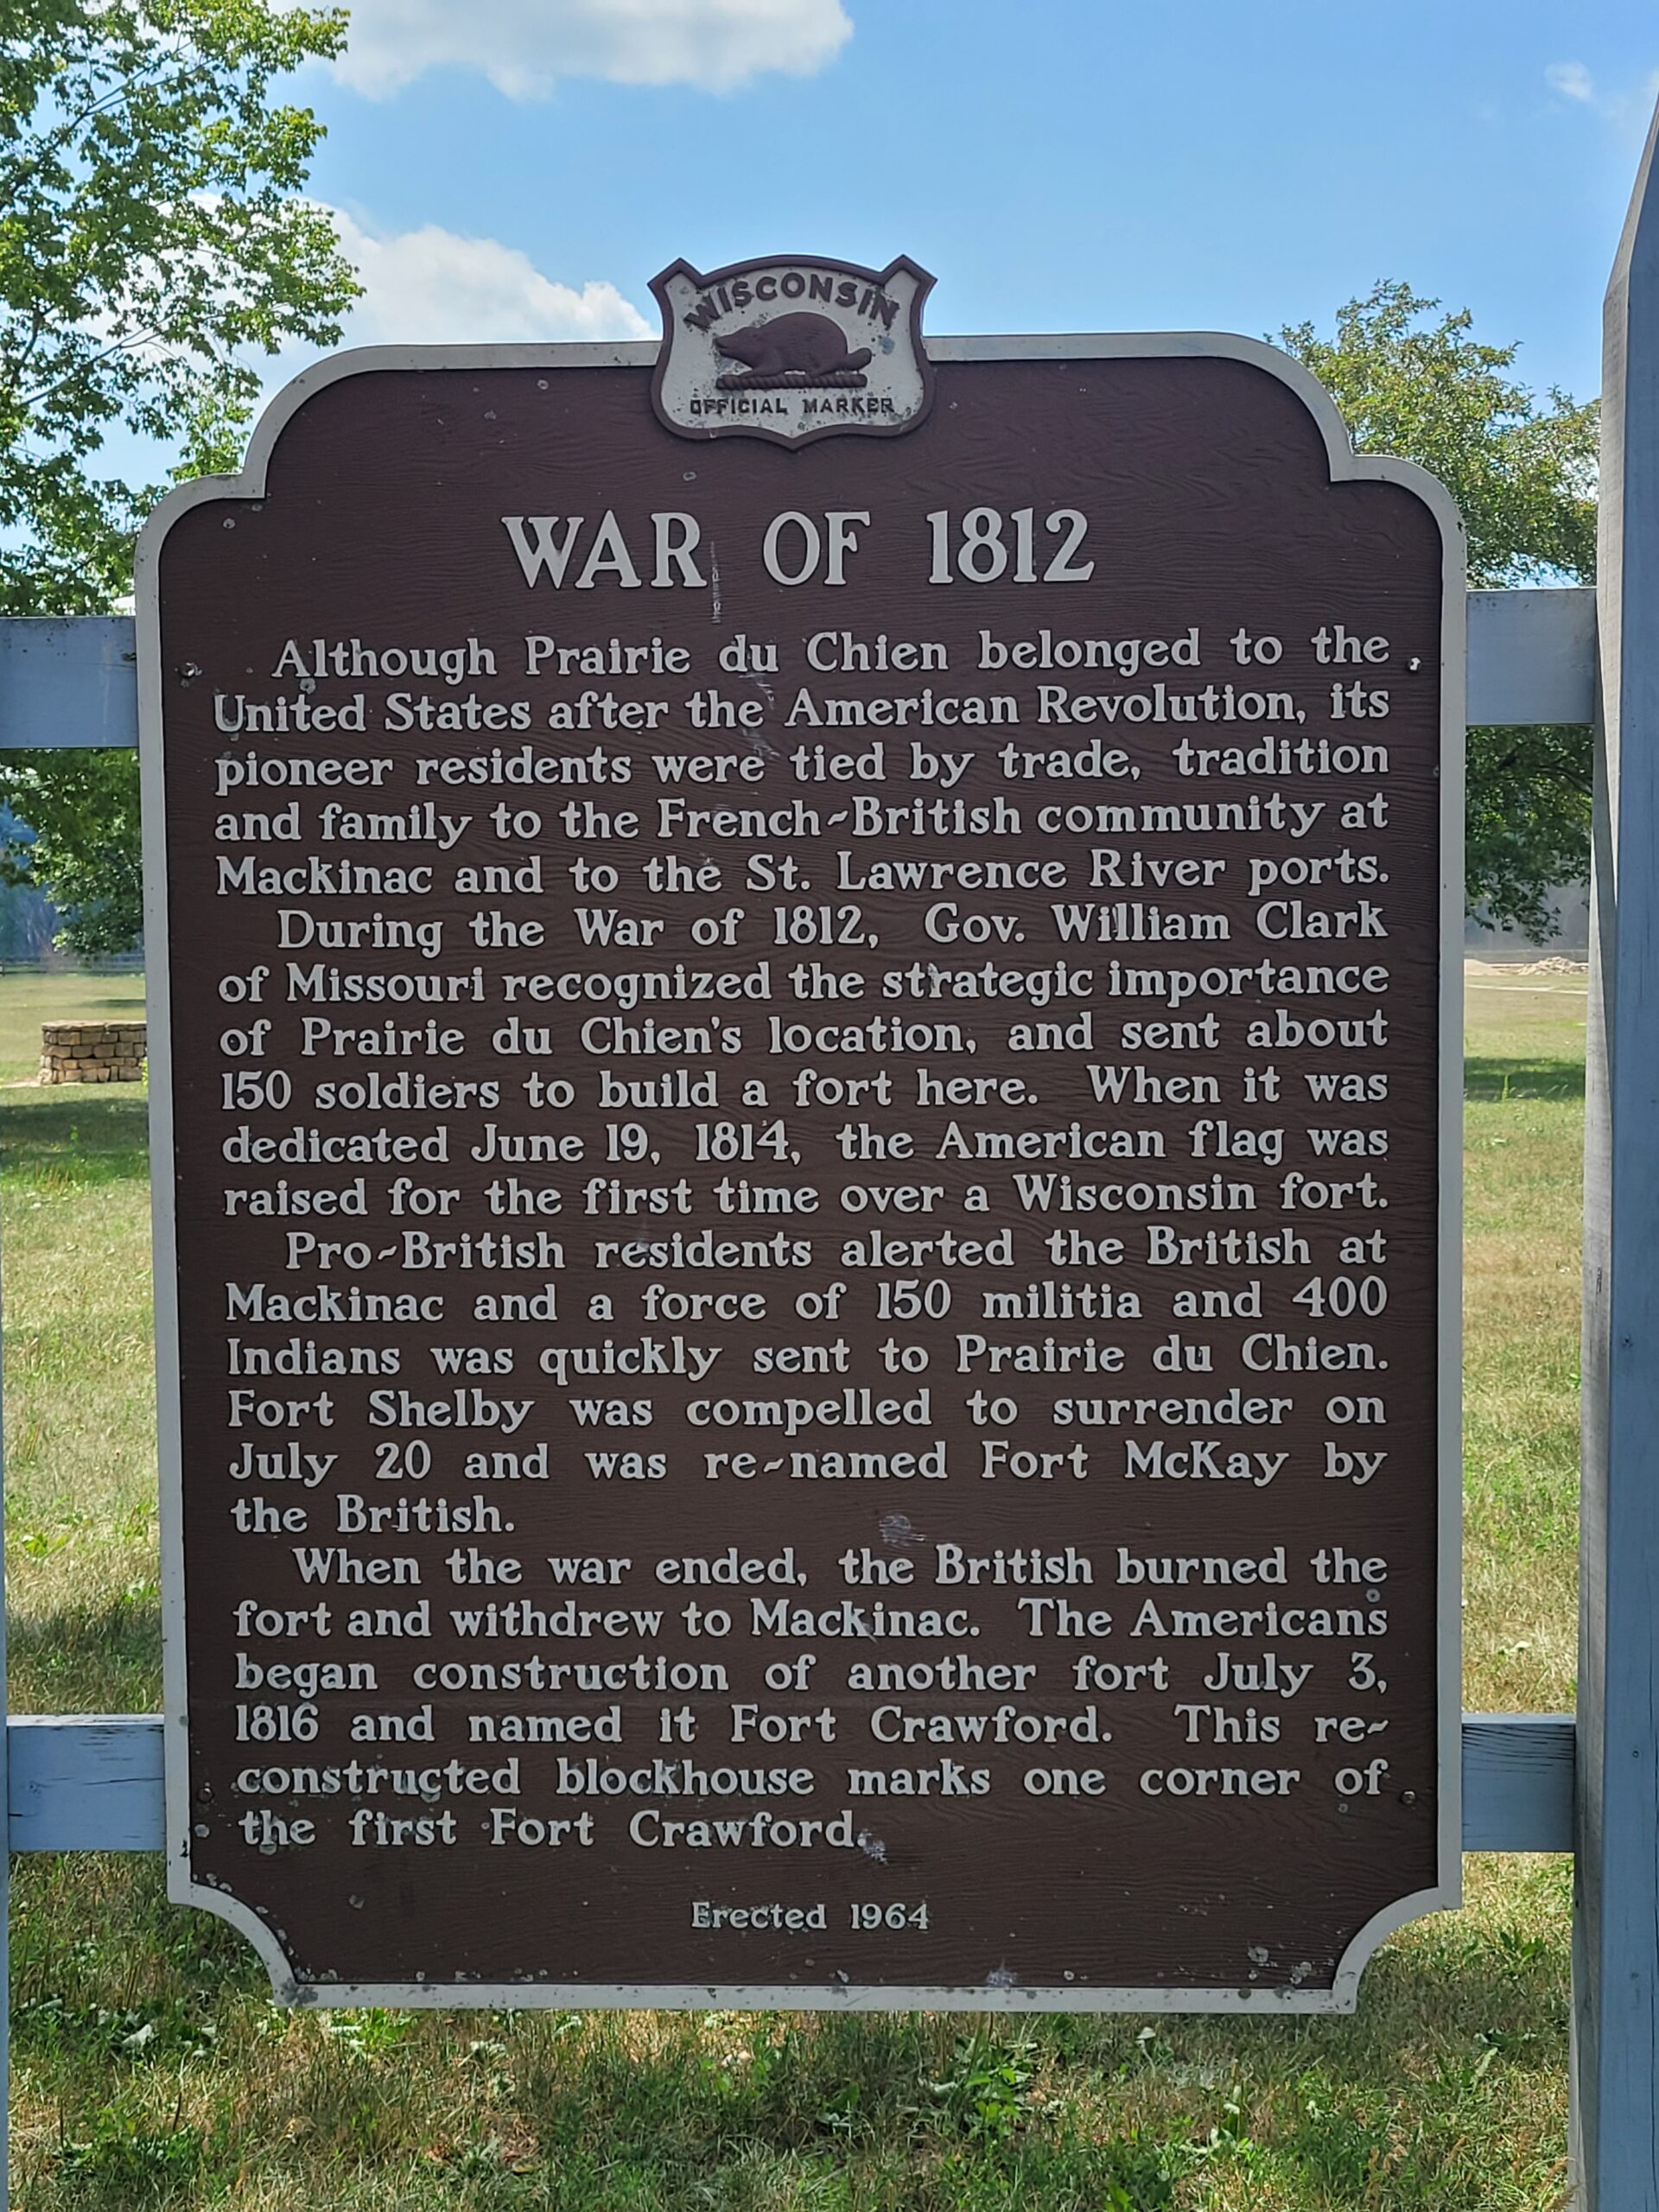 WISCONSIN
OFFICIAL MARKER
WAR OF 1812
Although Prairie du Chien belonged to the
United States after the American Revolution, its
pioneer residents were tied by trade, tradition
and family to the French-British community at
Mackinac and to the St. Lawrence River ports.
During the War of 1812, Gov. William Clark
of Missouri recognized the strategic importance
of Prairie du Chien's location, and sent about
150 soldiers to build a fort here. When it was
dedicated June 19, 1814, the American flag was
raised for the first time over a Wisconsin fort.
Pro-British residents alerted the British at
Mackinac and a force of 150 militia and 400
Indians was quickly sent to Prairie du Chien.
Fort Shelby was compelled to surrender on
July 20 and was re-named Fort McKay by
the British.
When the war ended, the British burned the
fort and withdrew to Mackinac. The Americans
began construction of another fort July 3,
1816 and named it Fort Crawford. This re-
constructed blockhouse marks one corner of
the first Fort Crawford.
Erected 1964